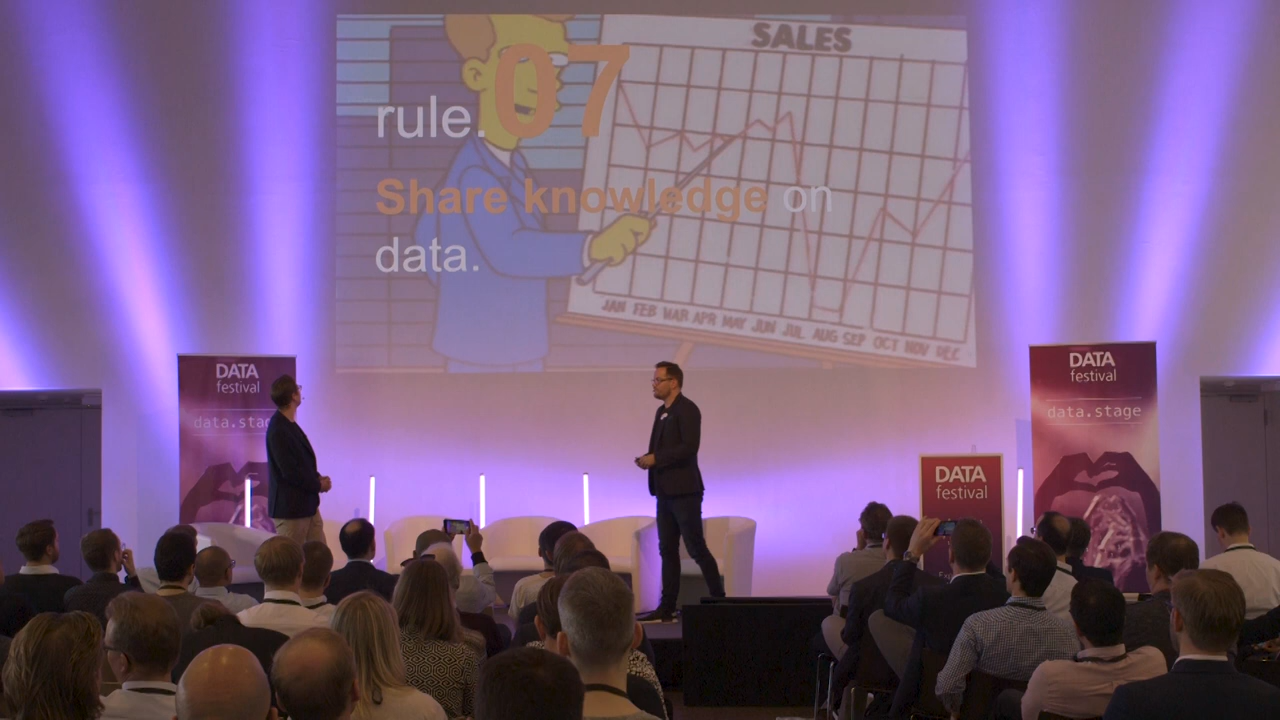 SALES
rule.07
Share knowledge on
data.
JAN FEB MAR APR MAY JUN JUL AUG SEP OCT NOV DEC
DATA
festival
data.stag
DATA
festival
data.stage
DATA
festival